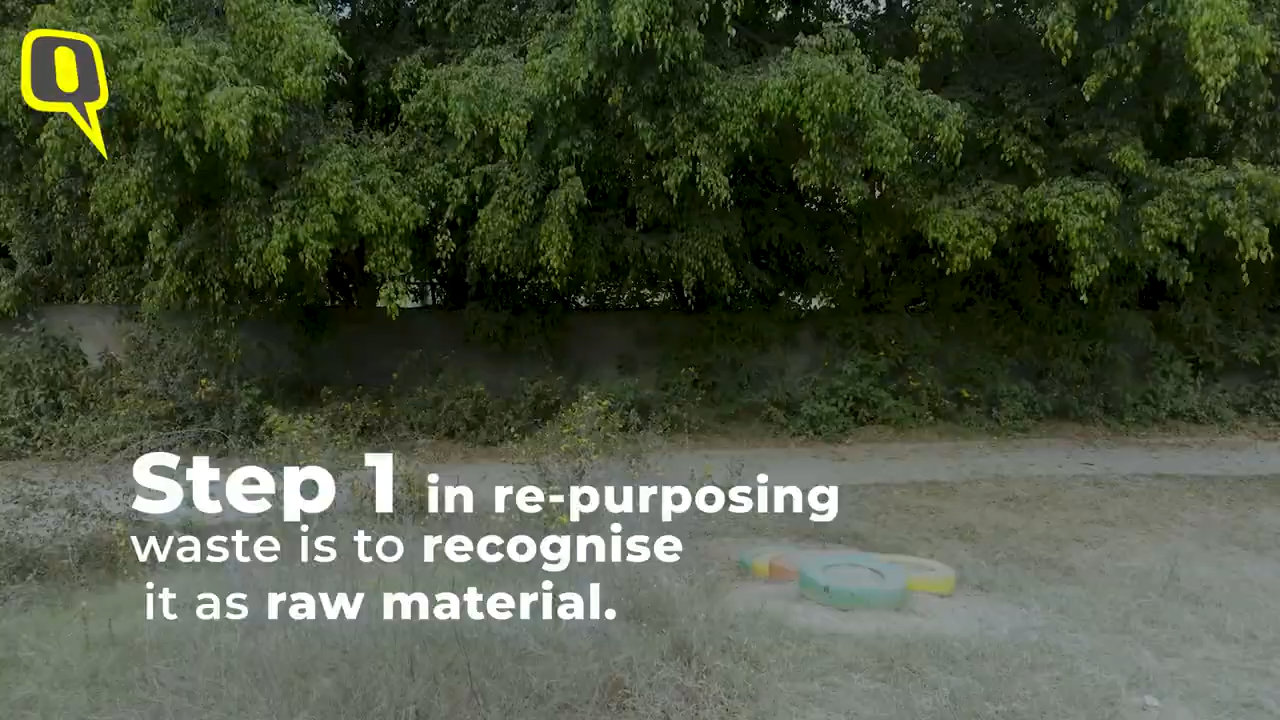 Q
Step 1 in re-purposing
waste is to recognise
it as raw material.